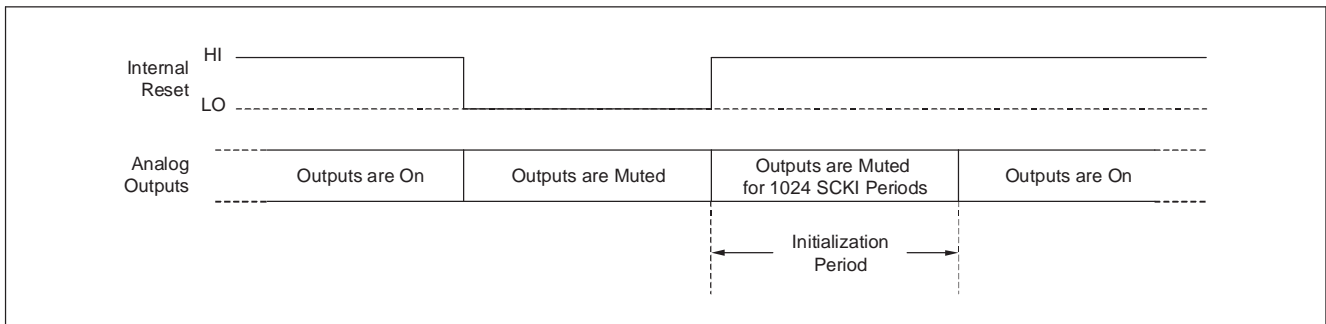 HI
Internal
Reset
LO
Analog
Outputs
Outputs are On
Outputs are Muted
Outputs are Muted
for 1024 SCKI Periods
Outputs are On
Initialization
Period